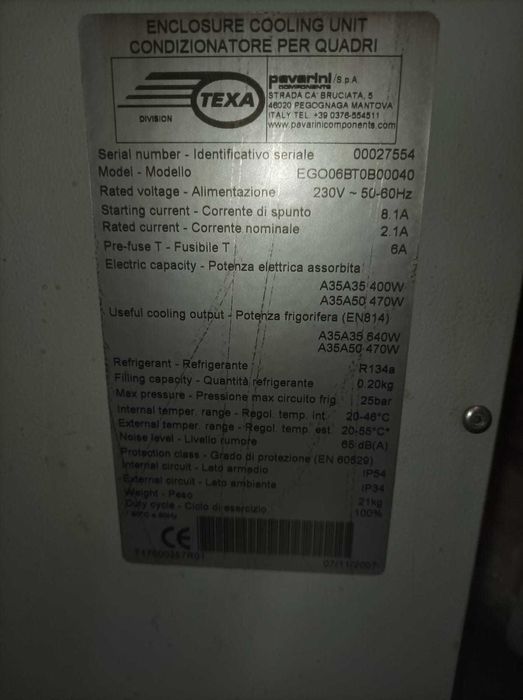 ENCLOSURE COOLING UNIT
CONDIZIONATORE PER QUADRI
TEXA
DIVISION
pavarini /S.p.A
COMPONENTS
STRADA CA' BRUCIATA, 5
46020 PEGOGNAGA MANTOVA
ITALY TEL. +39 0376-554511
www.pavarinicomponents.com
Serial number - Identificativo seriale 00027554
Model - Modello EGO06BT0B00040
Rated voltage - Alimentazione 230V ~ 50-60Hz
Starting current - Corrente di spunto 8.1A
Rated current - Corrente nominale 2.1A
Pre-fuse T - Fusibile T 6A
Electric capacity - Potenza elettrica assorbita
A35A35 400W
A35A50 470W
Useful cooling output - Potenza frigorifera (EN814)
A35A35 640W
A35A50 470W
Refrigerant - Refrigerante R134a
Filling capacity - Quantità refrigerante 0.20kg
Max pressure - Pressione max circuito frig. 25bar
Internal temper. range - Regol. temp. int. 20-46°C
External temper. range - Regol. temp. est. 20-55°C*
Noise level - Livello rumore 65 dB(A)
Protection class - Grado di protezione (EN 60529)
Internal circuit - Lato armadio IP54
External circuit - Lato ambiente IP34
Weight - Peso 21kg
Duty cycle - Ciclo di esercizio 100%
CE
07/11/2007